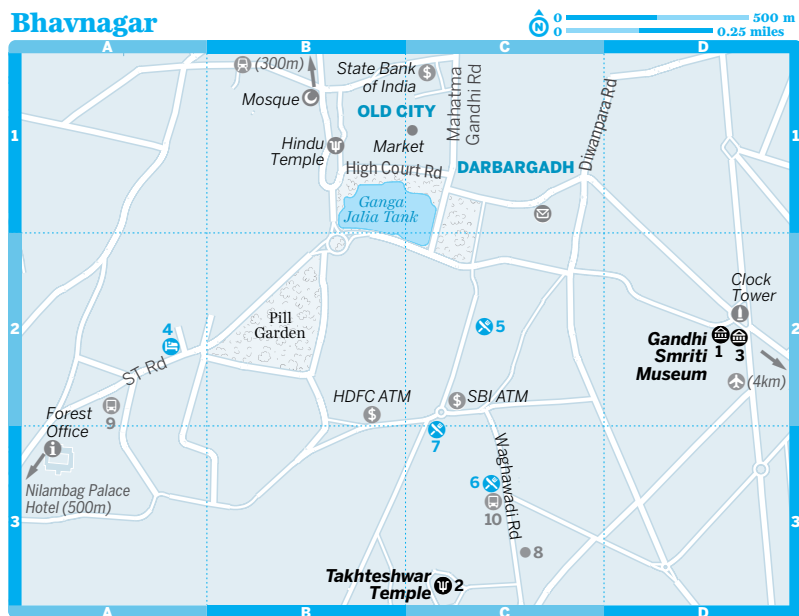 Bhavnagar
N
0 500 m
0 0.25 miles
A B C D
1 1
2 2
3 3
A B C D
(300m)
Mosque
State Bank
of India
OLD CITY
Market
Mahatma
Gandhi Rd
Hindu
Temple
High Court Rd
DARBARGADH
Diwanpara Rd
Ganga
Jalia Tank
Clock
Tower
Pill
Garden
4
5
Gandhi
Smriti
Museum
1
3
(4km)
ST Rd
HDFC ATM
SBI ATM
9
Forest
Office
7
Nilambag Palace
Hotel (500m)
Waghawadi Rd
6
10
8
Takhteshwar
Temple
2